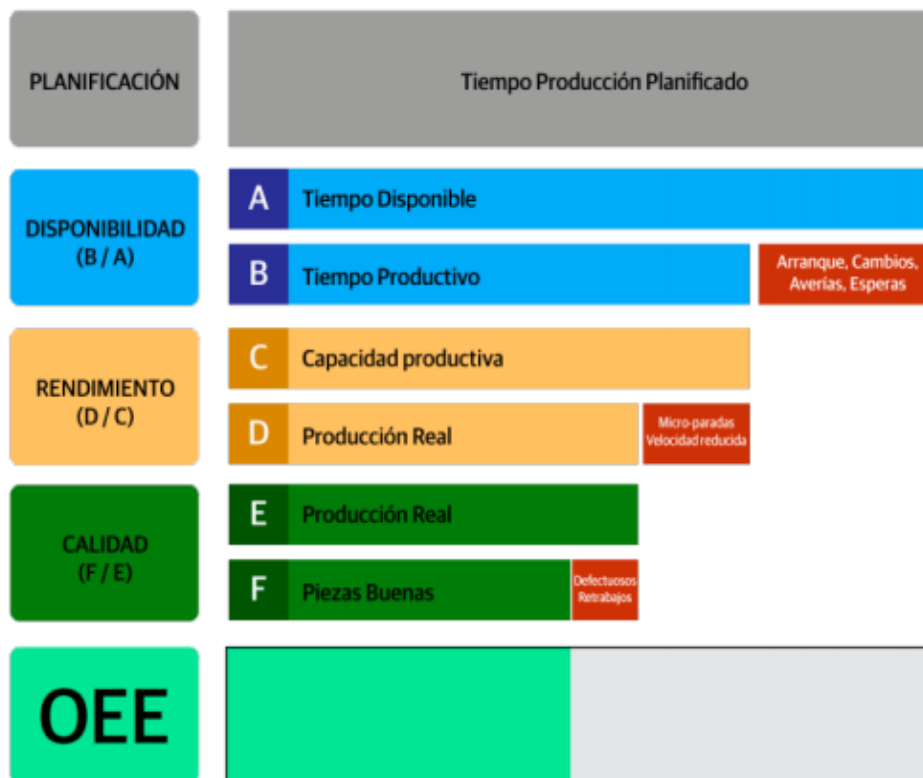 PLANIFICACIÓN
Tiempo Producción Planificado
DISPONIBILIDAD
(B / A)
A
Tiempo Disponible
B
Tiempo Productivo
Arranque, Cambios,
Averías, Esperas
RENDIMIENTO
(D / C)
C
Capacidad productiva
D
Producción Real
Micro-paradas
Velocidad reducida
CALIDAD
(F / E)
E
Producción Real
F
Piezas Buenas
Defectuosos
Retrabajos
OEE